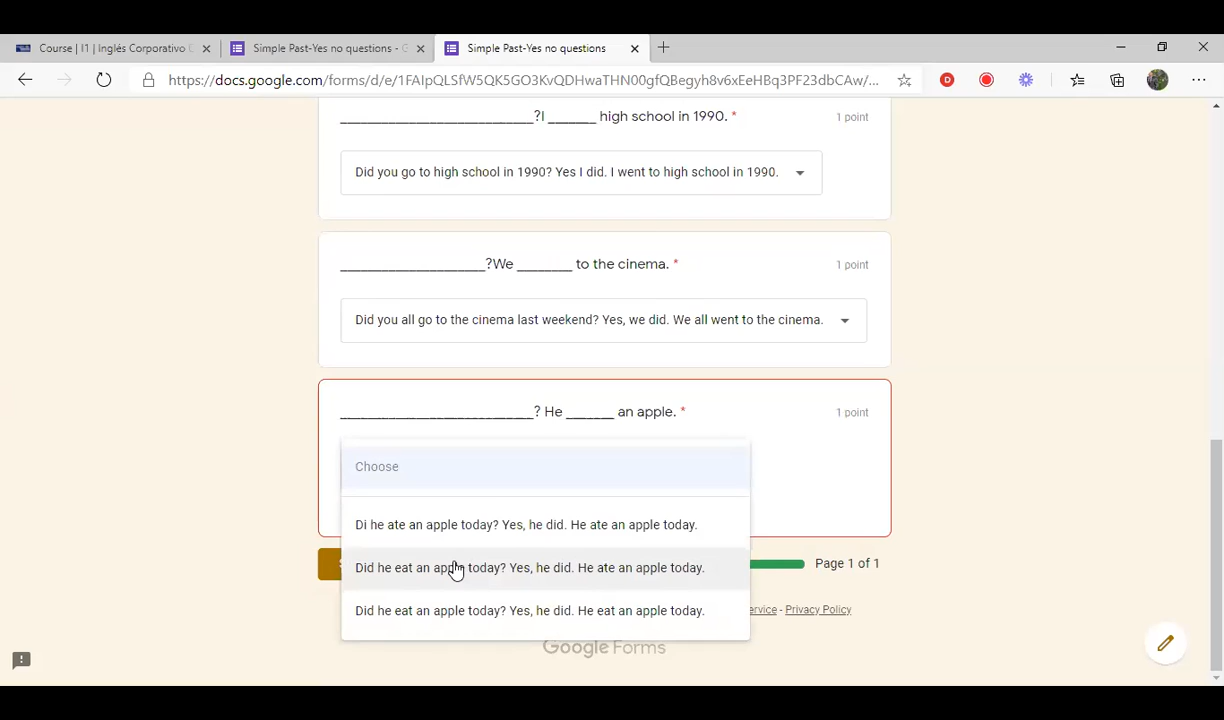 Course | I1 | Inglés Corporativo
Simple Past-Yes no questions - G
Simple Past-Yes no questions
https://docs.google.com/forms/d/e/1FAIpQLSfW5QK5GO3KvQDHwaTHN00gfQBegyh8v6xEeHBq3PF23dbCAw/...
__________________________?I _______ high school in 1990. *
1 point
Did you go to high school in 1990? Yes I did. I went to high school in 1990.
____________________?We ________ to the cinema. *
1 point
Did you all go to the cinema last weekend? Yes, we did. We all went to the cinema.
__________________________? He _______ an apple. *
1 point
Choose
Di he ate an apple today? Yes, he did. He ate an apple today.
Did he eat an apple today? Yes, he did. He ate an apple today.
Page 1 of 1
Did he eat an apple today? Yes, he did. He eat an apple today.
ervice - Privacy Policy
Google Forms